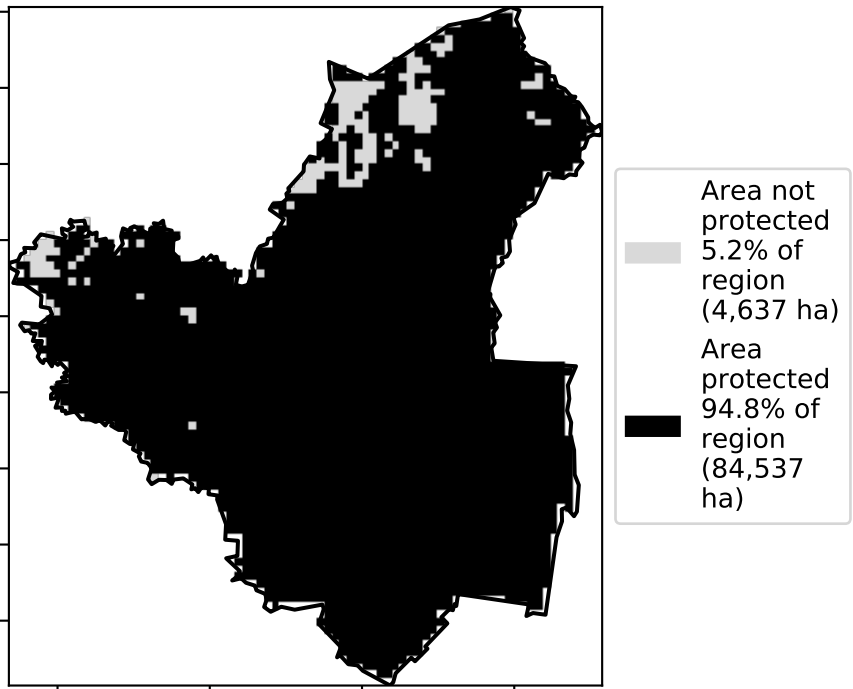 Area not
protected
5.2% of
region
(4,637 ha)
Area
protected
94.8% of
region
(84,537
ha)